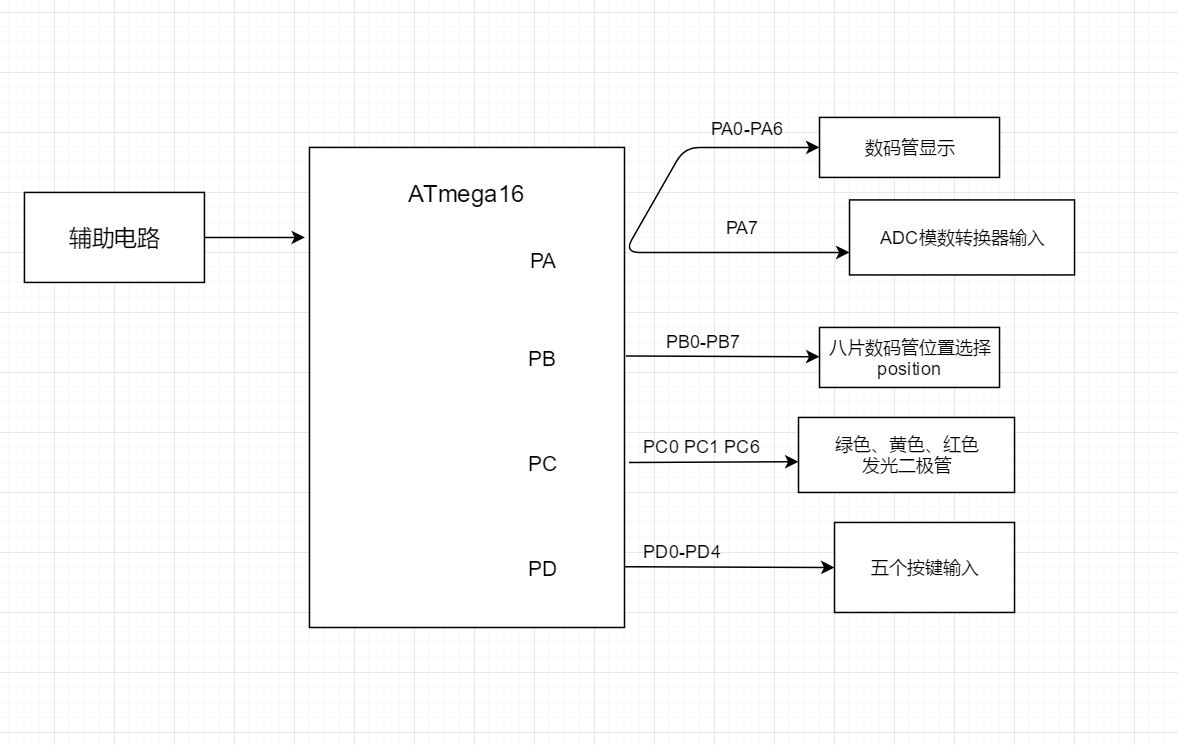 辅助电路
ATmega16
PA
PB
PC
PD
PA0-PA6
数码管显示
PA7
ADC模数转换器输入
PB0-PB7
八片数码管位置选择
position
PC0 PC1 PC6
绿色、黄色、红色
发光二极管
PD0-PD4
五个按键输入